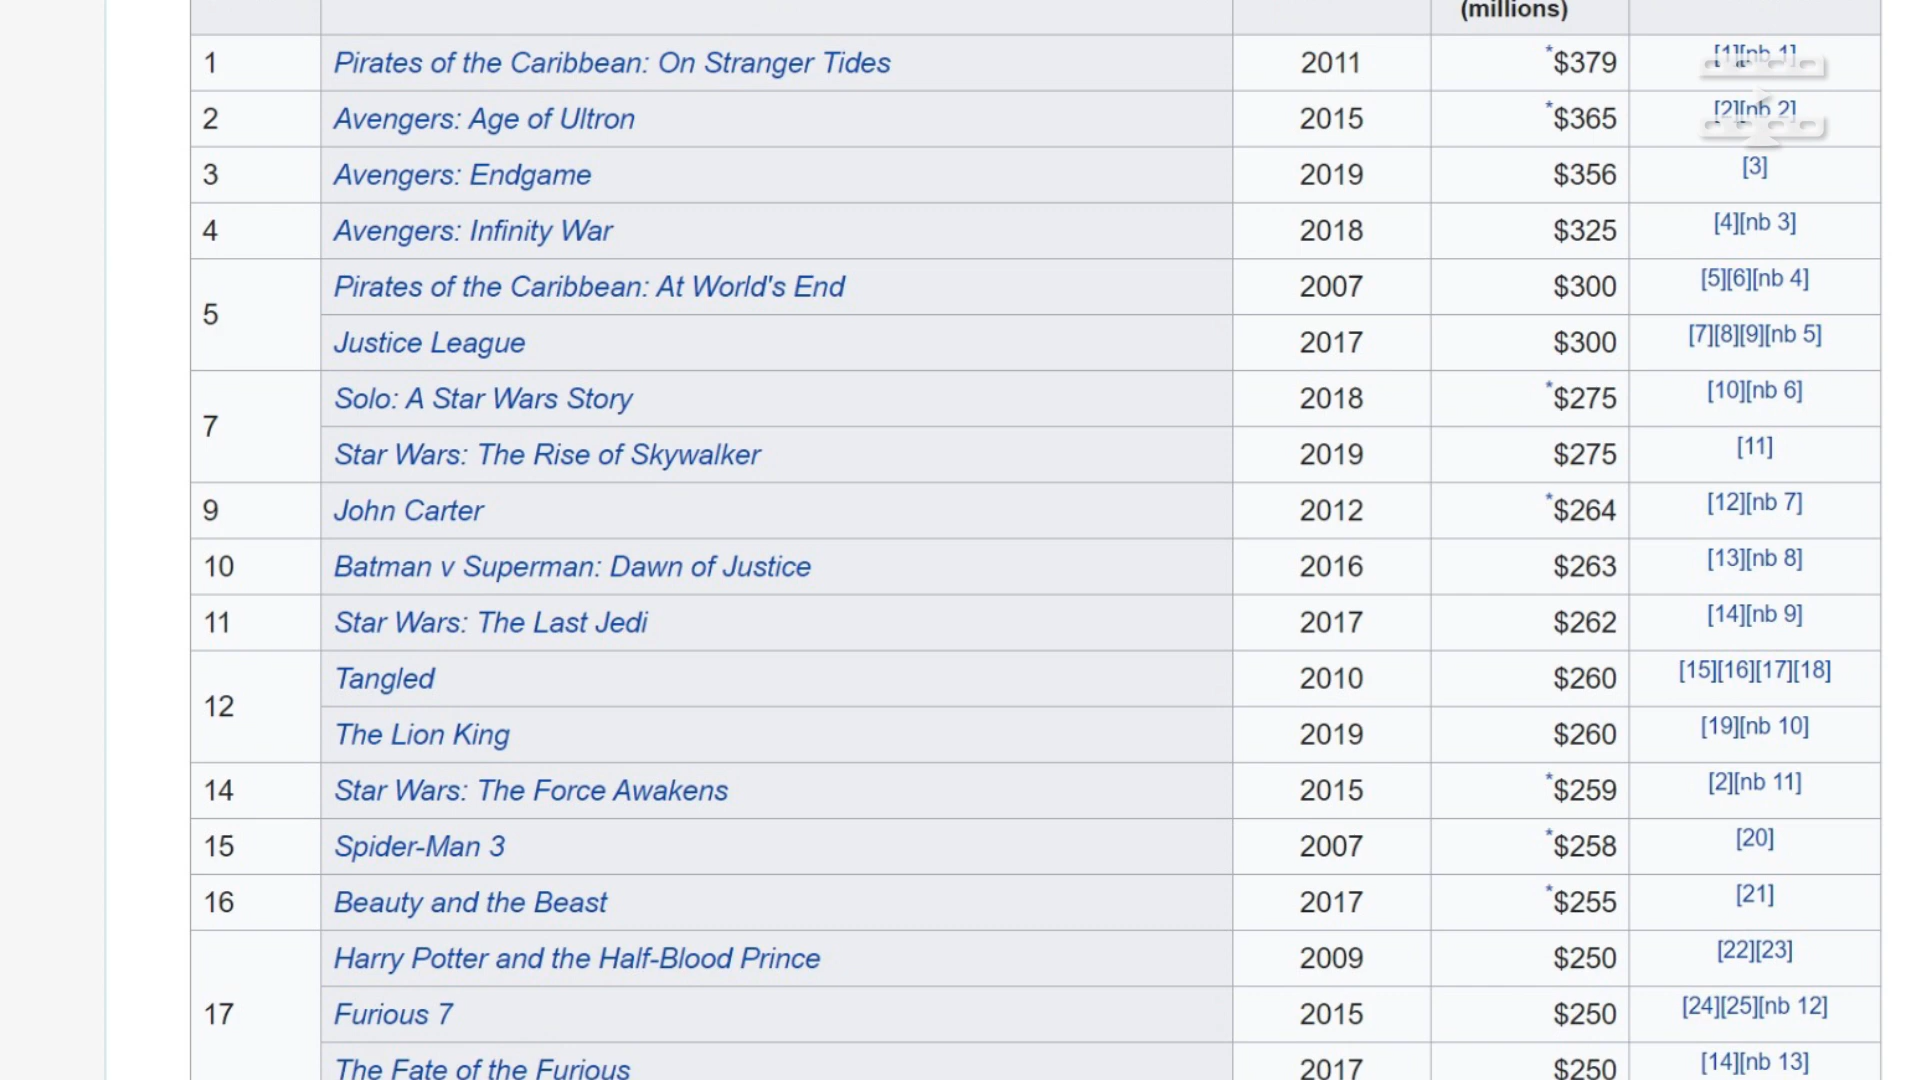 (millions)
1 Pirates of the Caribbean: On Stranger Tides 2011 *$379 [1][nb 1]
2 Avengers: Age of Ultron 2015 *$365 [2][nb 2]
3 Avengers: Endgame 2019 $356 [3]
4 Avengers: Infinity War 2018 $325 [4][nb 3]
5 Pirates of the Caribbean: At World's End 2007 $300 [5][6][nb 4]
Justice League 2017 $300 [7][8][9][nb 5]
7 Solo: A Star Wars Story 2018 *$275 [10][nb 6]
Star Wars: The Rise of Skywalker 2019 $275 [11]
9 John Carter 2012 *$264 [12][nb 7]
10 Batman v Superman: Dawn of Justice 2016 $263 [13][nb 8]
11 Star Wars: The Last Jedi 2017 $262 [14][nb 9]
12 Tangled 2010 $260 [15][16][17][18]
The Lion King 2019 $260 [19][nb 10]
14 Star Wars: The Force Awakens 2015 *$259 [2][nb 11]
15 Spider-Man 3 2007 *$258 [20]
16 Beauty and the Beast 2017 *$255 [21]
17 Harry Potter and the Half-Blood Prince 2009 $250 [22][23]
Furious 7 2015 $250 [24][25][nb 12]
The Fate of the Furious 2017 $250 [14][nb 13]